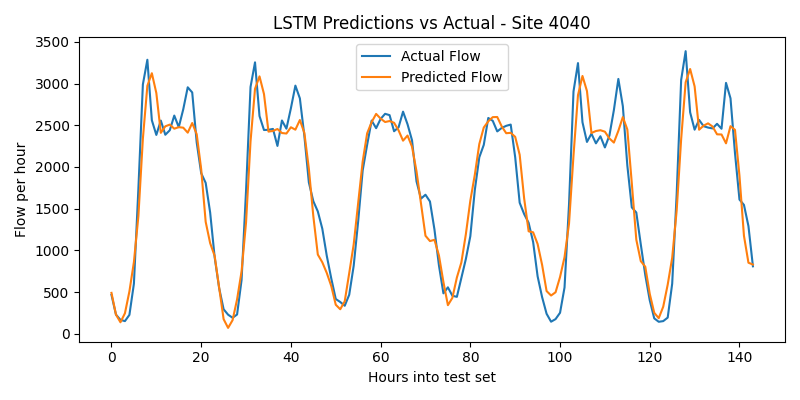 LSTM Predictions vs Actual - Site 4040
Actual Flow
Predicted Flow
Flow per hour
3500
3000
2500
2000
1500
1000
500
0
0 20 40 60 80 100 120 140
Hours into test set